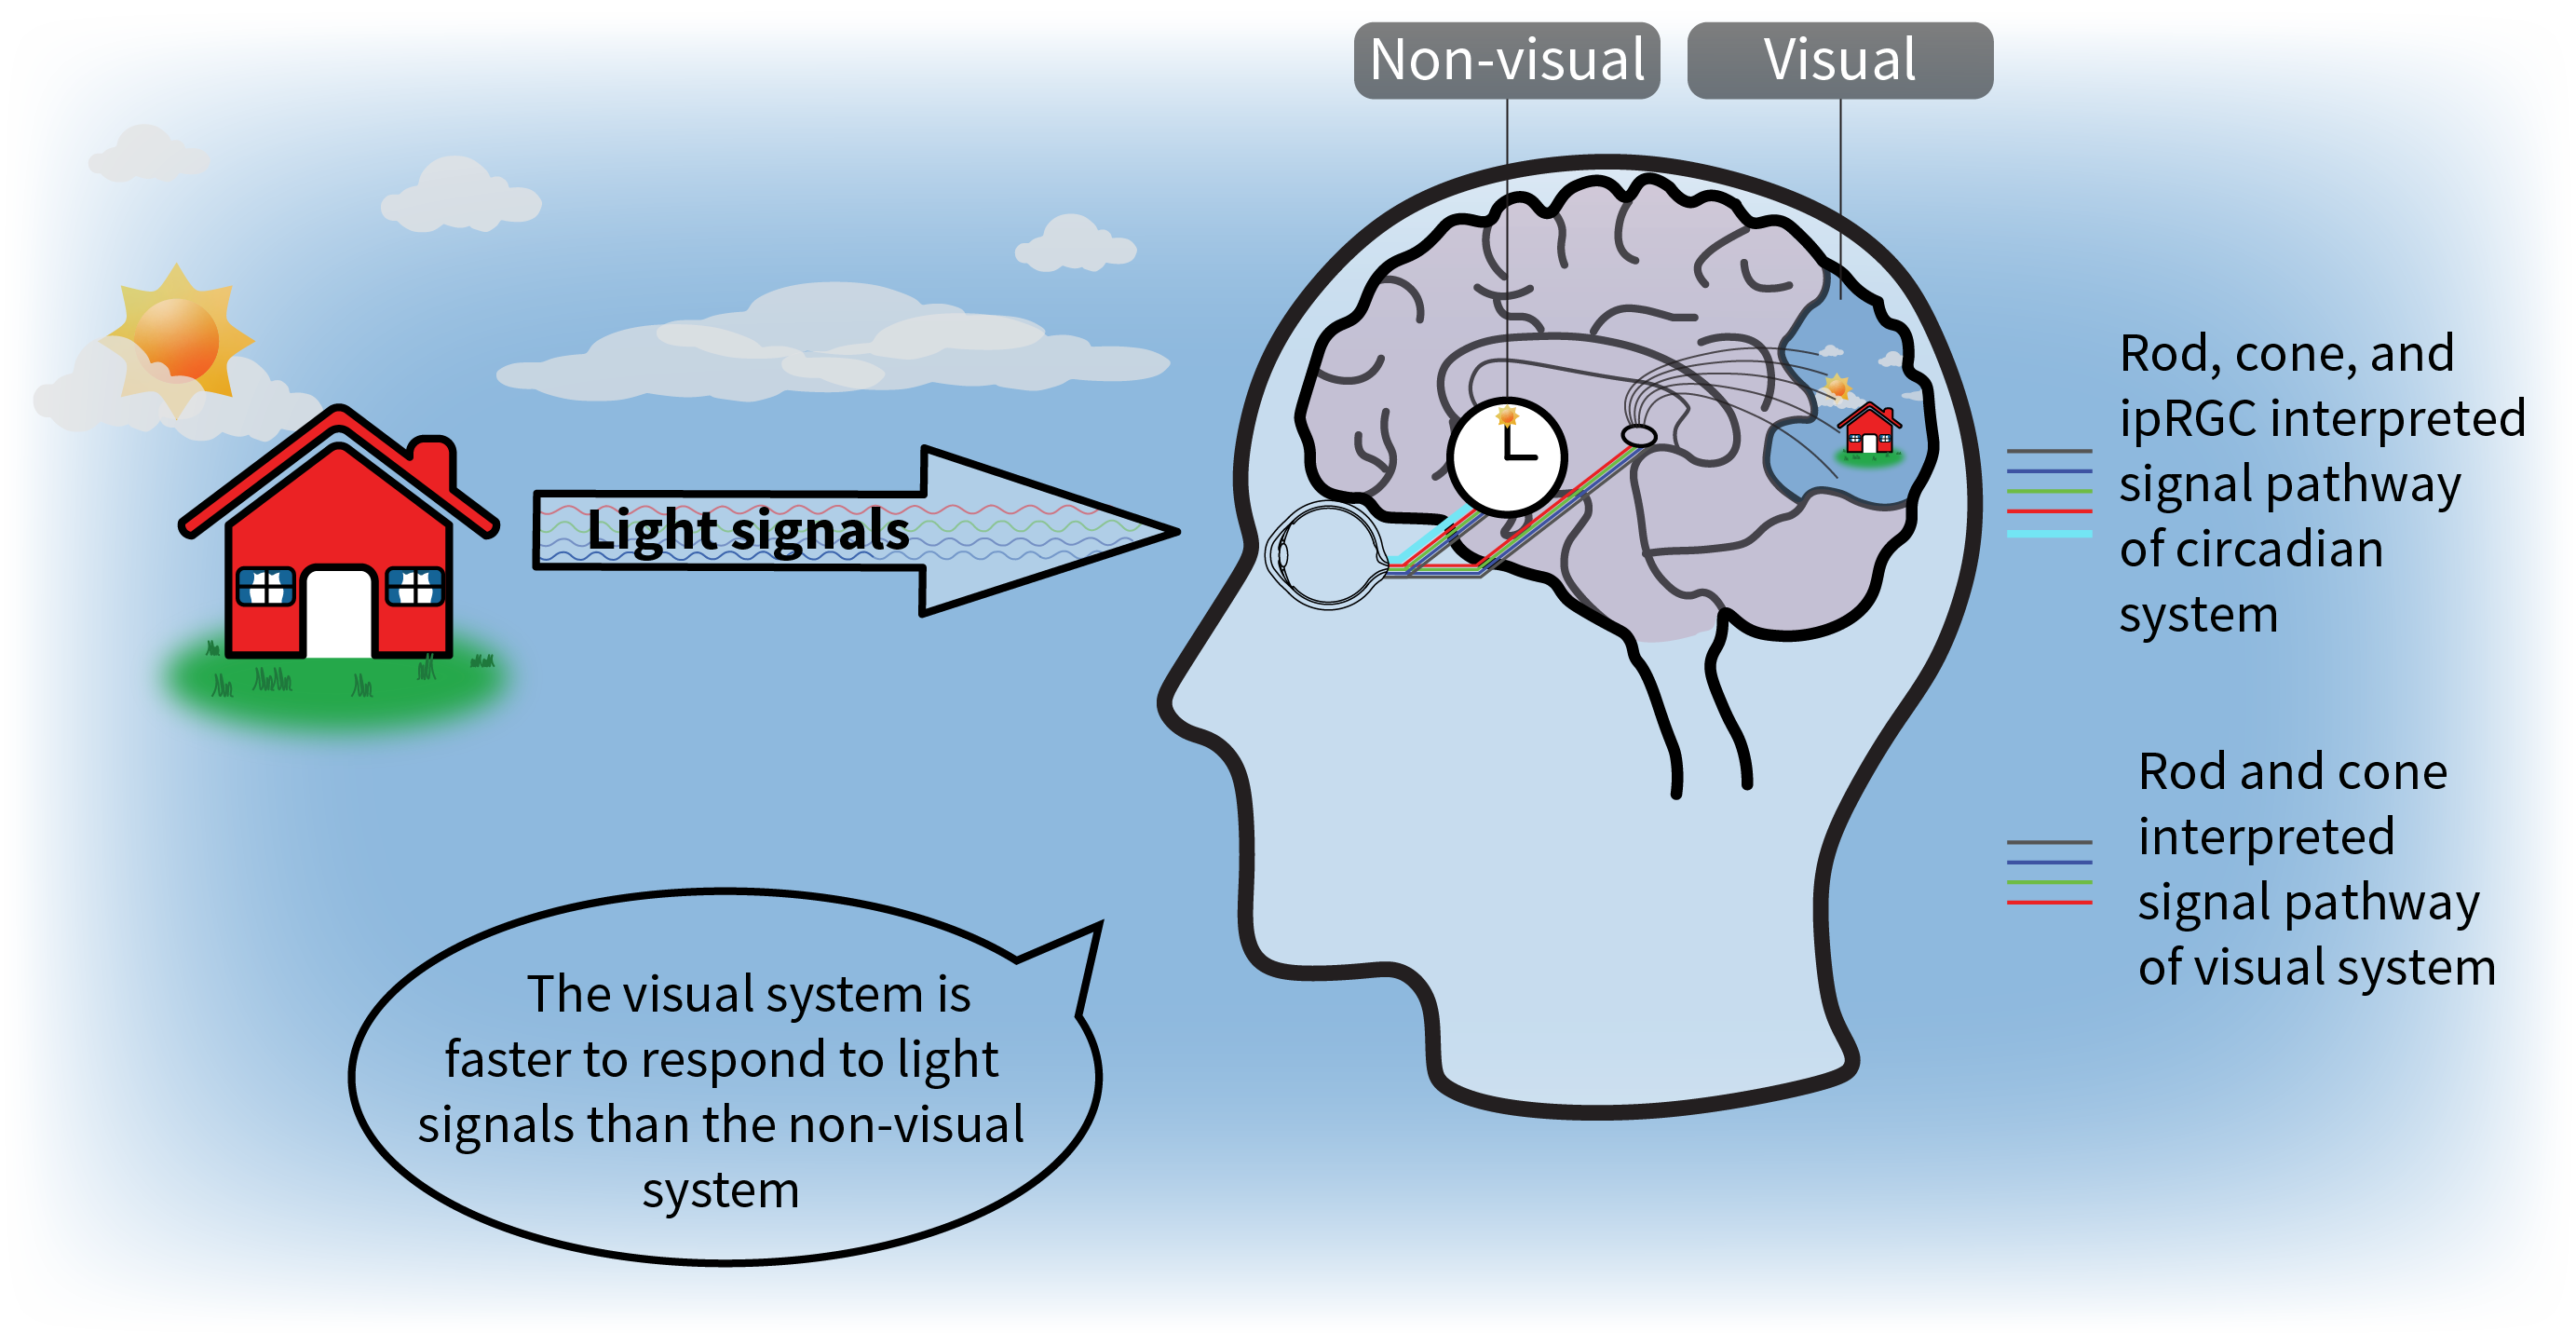 Non-visual
Visual
Light signals
Rod, cone, and
ipRGC interpreted
signal pathway
of circadian
system
Rod and cone
interpreted
signal pathway
of visual system
The visual system is
faster to respond to light
signals than the non-visual
system